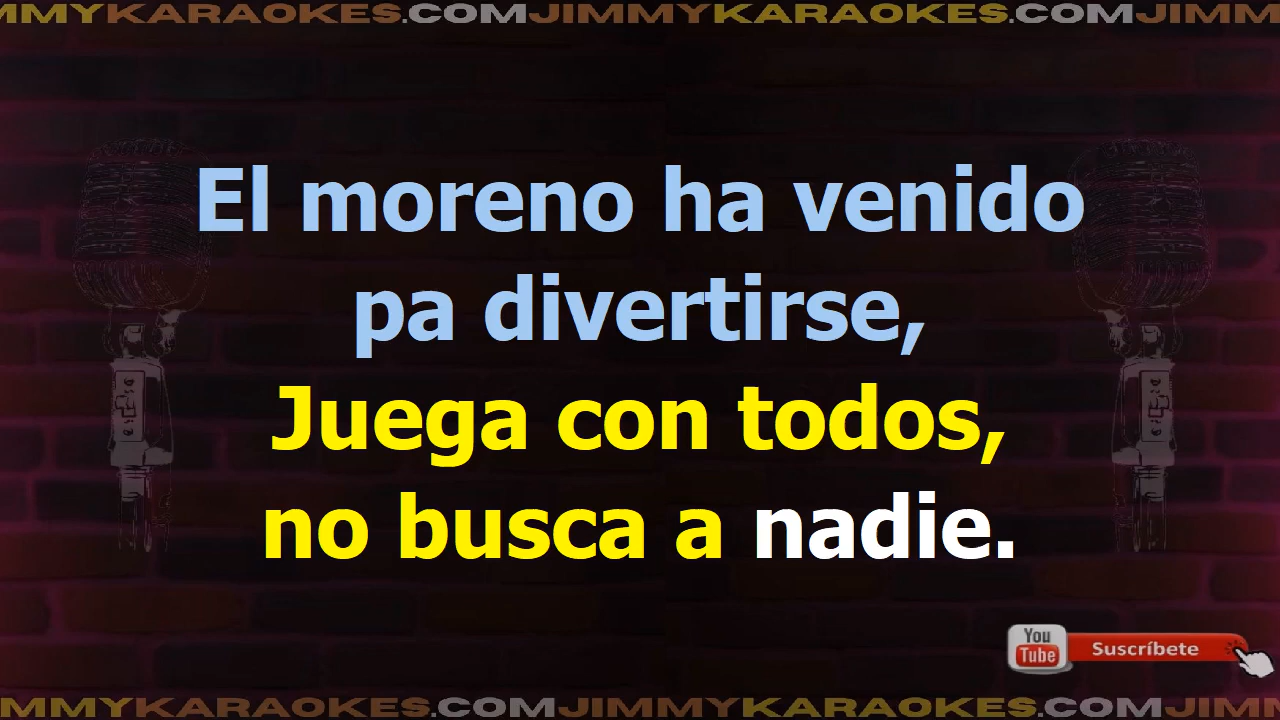 JIMMYKARAOKES.COMJIMMYKARAOKES.COMJIMM
El moreno ha venido
pa divertirse,
Juega con todos,
no busca a nadie.
You
Tube
Suscríbete
MMYKARAOKES.COMJIMMYKARAOKES.COMJIMM